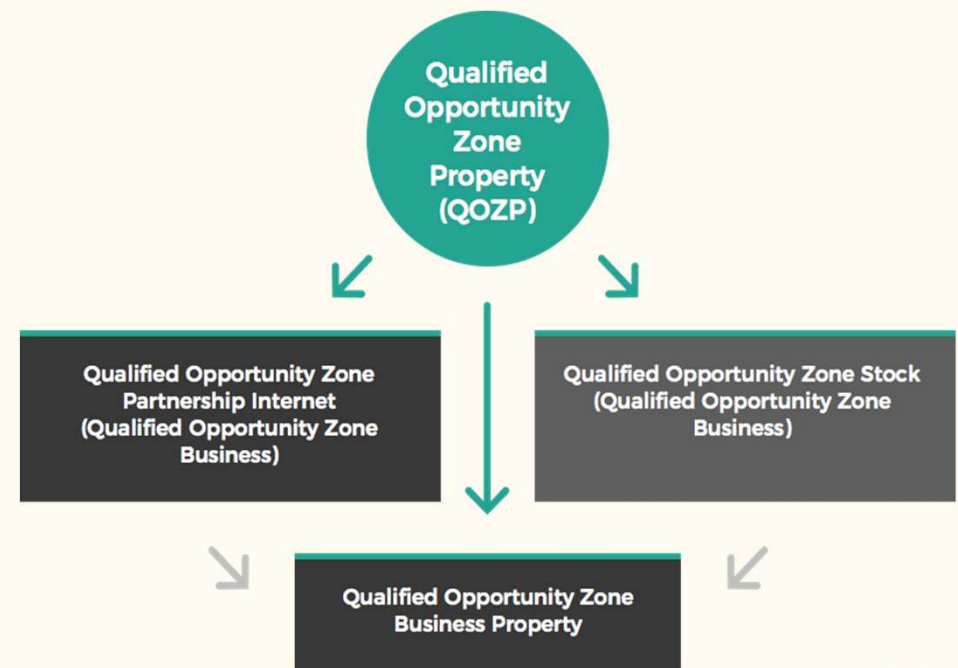 Qualified
Opportunity
Zone
Property
(QOZP)
Qualified Opportunity Zone
Partnership Internet
(Qualified Opportunity Zone
Business)
Qualified Opportunity Zone Stock
(Qualified Opportunity Zone
Business)
Qualified Opportunity Zone
Business Property